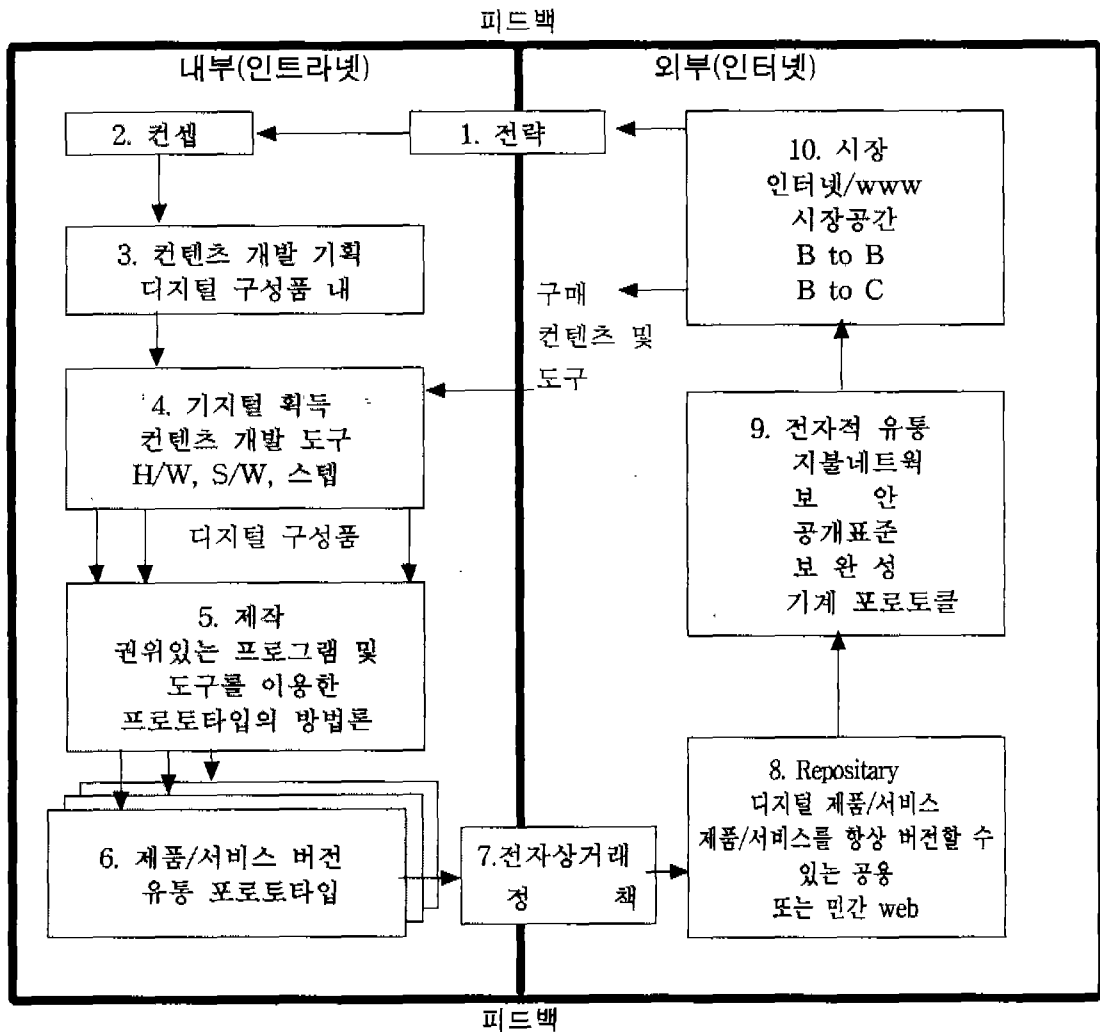 피드백
내부(인트라넷)
외부(인터넷)
1. 전략
2. 컨셉
3. 컨텐츠 개발 기획
디지털 구성품 내
4. 기지털 획득
컨텐츠 개발 도구
H/W, S/W, 스텝
디지털 구성품
5. 제작
권위있는 프로그램 및
도구를 이용한
프로토타입의 방법론
6. 제품/서비스 버전
유통 포로토타입
7.전자상거래
정 책
8. Repositary
디지털 제품/서비스
제품/서비스를 항상 버전할 수
있는 공용
또는 민간 web
9. 전자적 유통
지불네트웍
보 안
공개표준
보 완 성
기계 포로토콜
10. 시장
인터넷/www
시장공간
B to B
B to C
구매
컨텐츠 및
도구
피드백